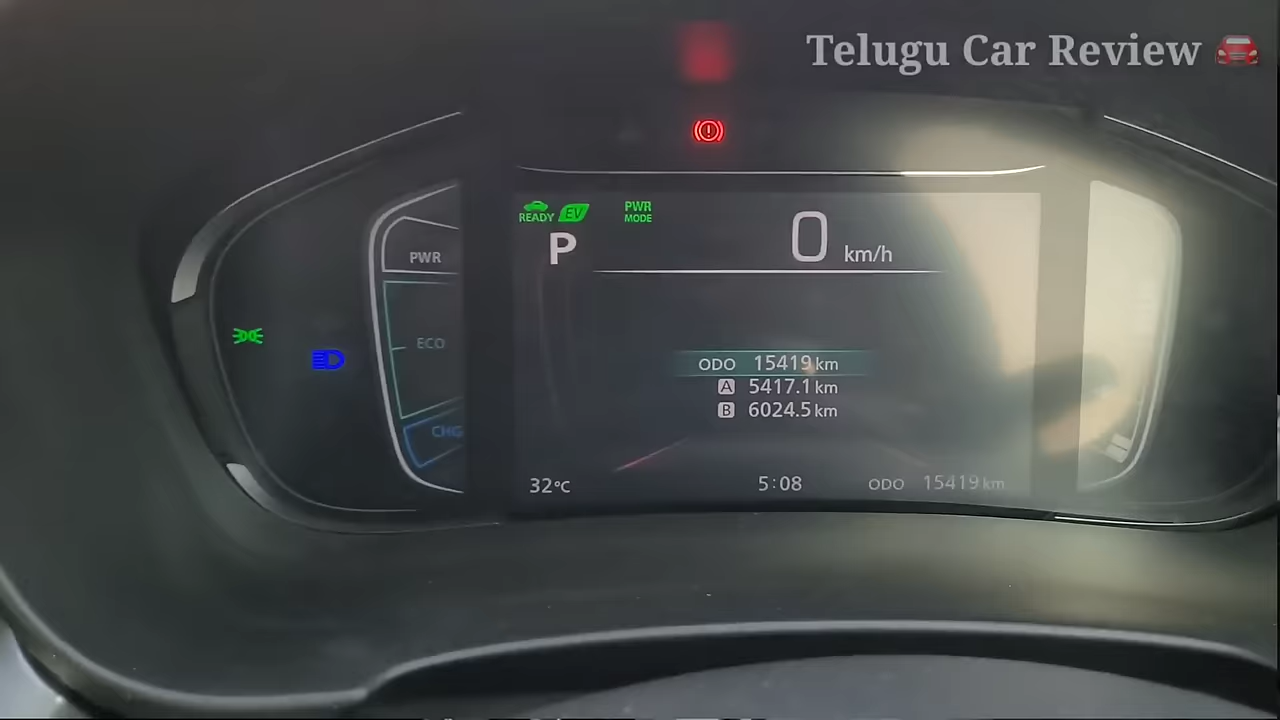 Telugu Car Review
READY EV PWR MODE
P 0 km/h
PWR
ECO
CHG
ODO 15419 km
A 5417.1 km
B 6024.5 km
32°C 5:08 ODO 15419 km